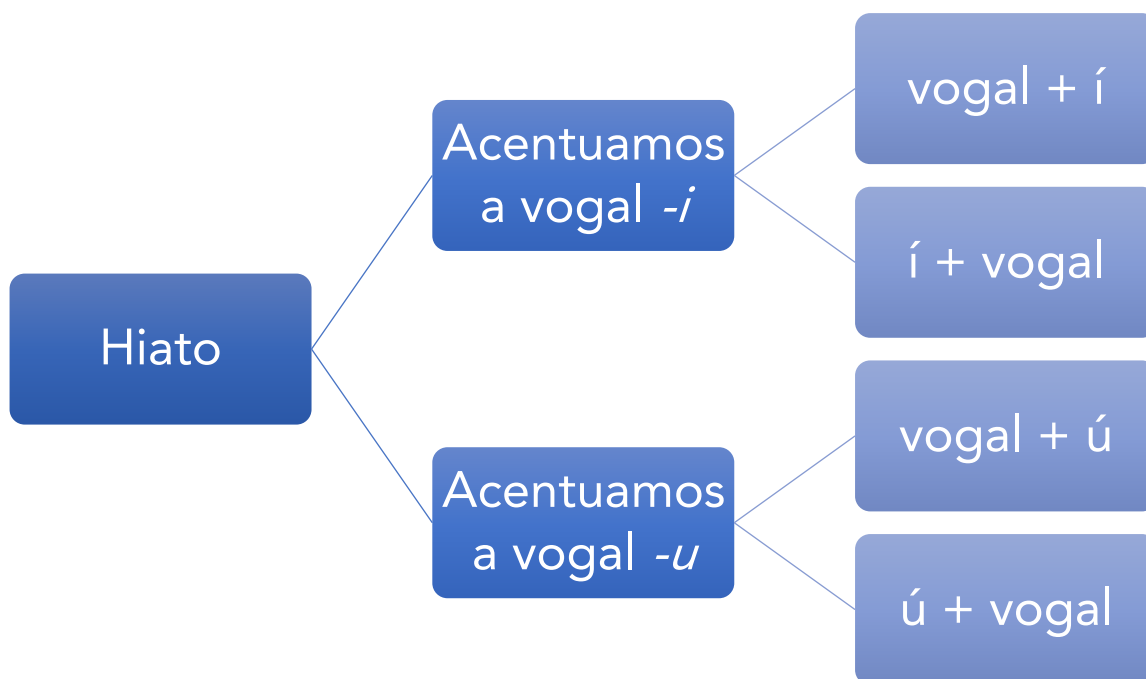 Hiato
Acentuamos
a vogal -i
vogal + í
í + vogal
Acentuamos
a vogal -u
vogal + ú
ú + vogal